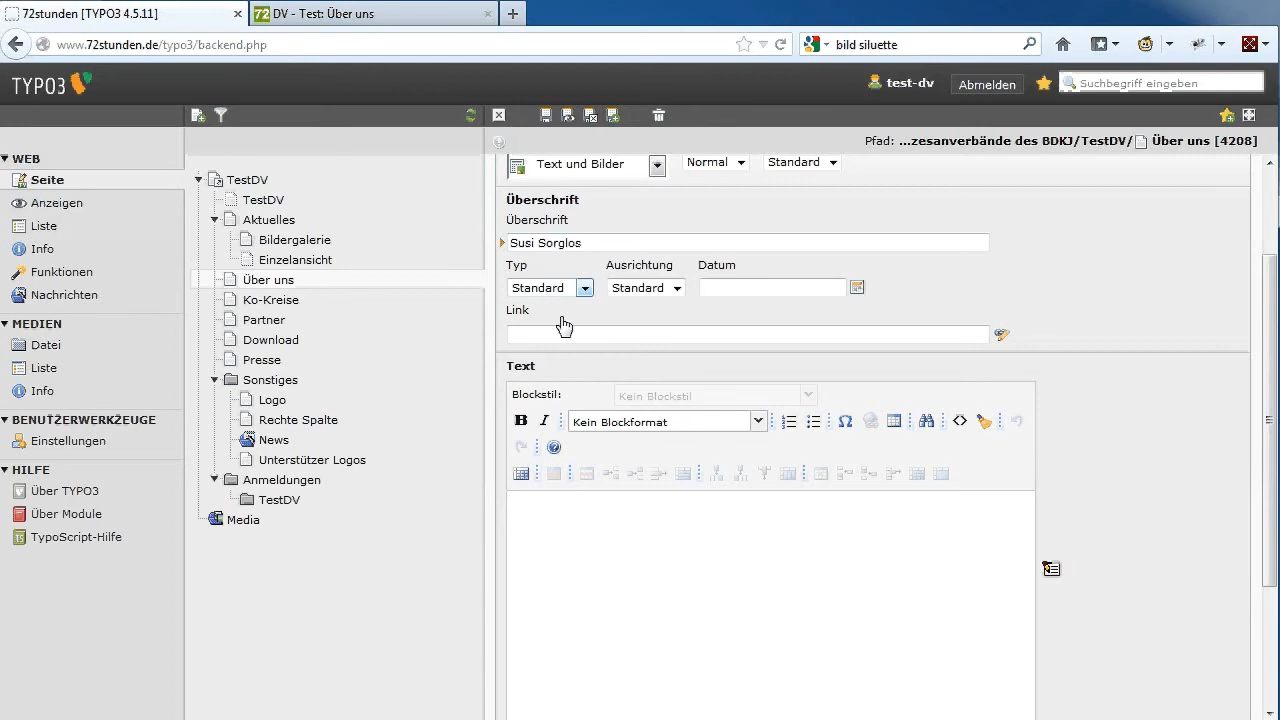 72stunden [TYPO3 4.5.11]
72 DV - Test: Über uns
www.72stunden.de/typo3/backend.php
bild siluette
TYPO3
test-dv
Abmelden
Suchbegriff eingeben
Pfad: ...zesanverbände des BDKJ/TestDV/ Über uns [4208]
WEB
Seite
Anzeigen
Liste
Info
Funktionen
Nachrichten
MEDIEN
Datei
Liste
Info
BENUTZERWERKZEUGE
Einstellungen
HILFE
Über TYPO3
Über Module
TypoScript-Hilfe
TestDV
TestDV
Aktuelles
Bildergalerie
Einzelansicht
Über uns
Ko-Kreise
Partner
Download
Presse
Sonstiges
Logo
Rechte Spalte
News
Unterstützer Logos
Anmeldungen
TestDV
Media
Text und Bilder Normal Standard
Überschrift
Überschrift
Susi Sorglos
Typ Ausrichtung Datum
Standard Standard
Link
Text
Blockstil: Kein Blockstil
B I Kein Blockformat